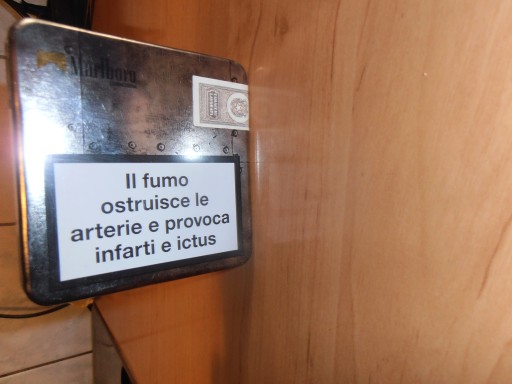 Marlboro
Il fumo
ostruisce le
arterie e provoca
infarti e ictus